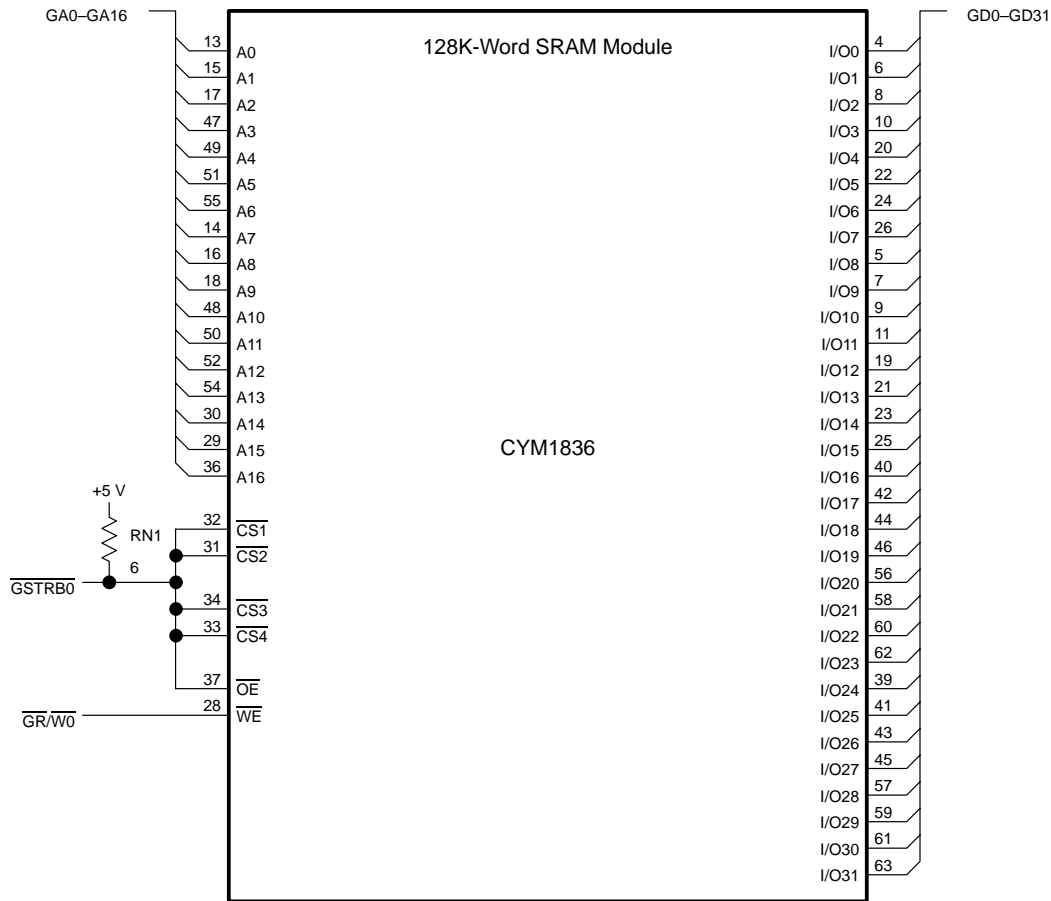 GA0–GA16
GD0–GD31
128K-Word SRAM Module
13 A0
15 A1
17 A2
47 A3
49 A4
51 A5
55 A6
14 A7
16 A8
18 A9
48 A10
50 A11
52 A12
54 A13
30 A14
29 A15
36 A16
+5 V
RN1
6
GSTRB0
32 CS1
31 CS2
34 CS3
33 CS4
37 OE
28 WE
GR/W0
CYM1836
I/O0 4
I/O1 6
I/O2 8
I/O3 10
I/O4 20
I/O5 22
I/O6 24
I/O7 26
I/O8 5
I/O9 7
I/O10 9
I/O11 11
I/O12 19
I/O13 21
I/O14 23
I/O15 25
I/O16 40
I/O17 42
I/O18 44
I/O19 46
I/O20 56
I/O21 58
I/O22 60
I/O23 62
I/O24 39
I/O25 41
I/O26 43
I/O27 45
I/O28 57
I/O29 59
I/O30 61
I/O31 63